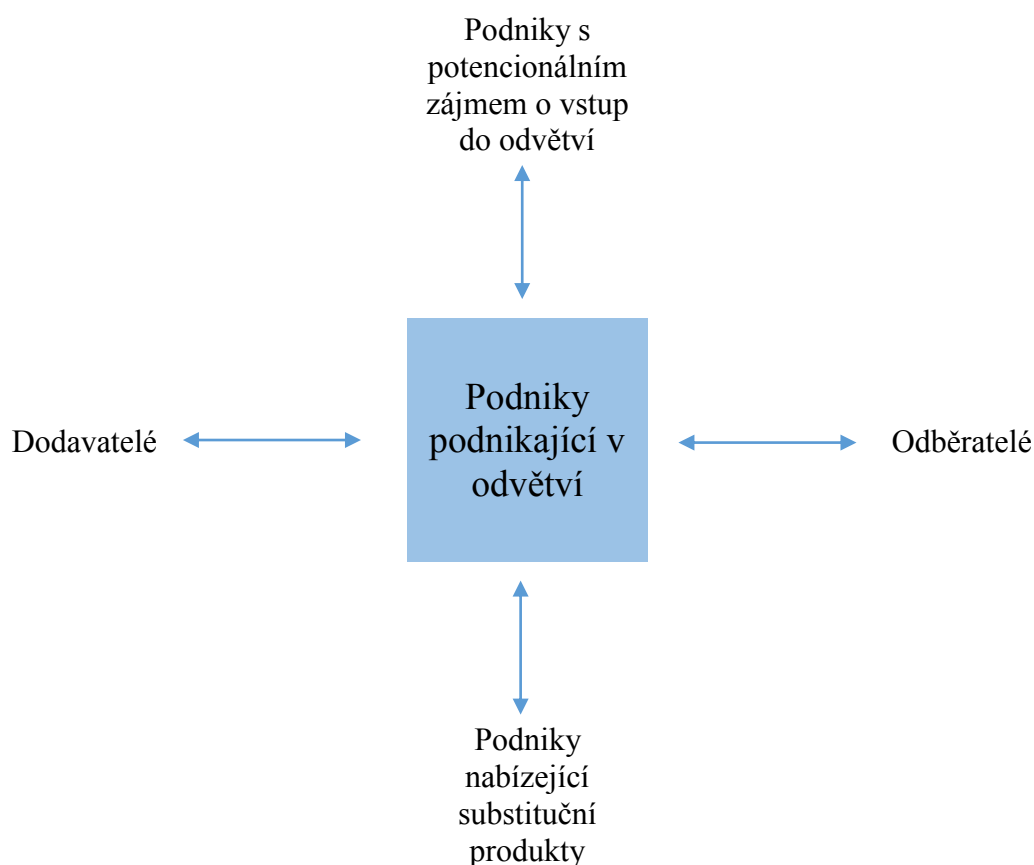 Podniky s
potencionálním
zájmem o vstup
do odvětví
Podniky
podnikající v
odvětví
Dodavatelé
Odběratelé
Podniky
nabízející
substituční
produkty